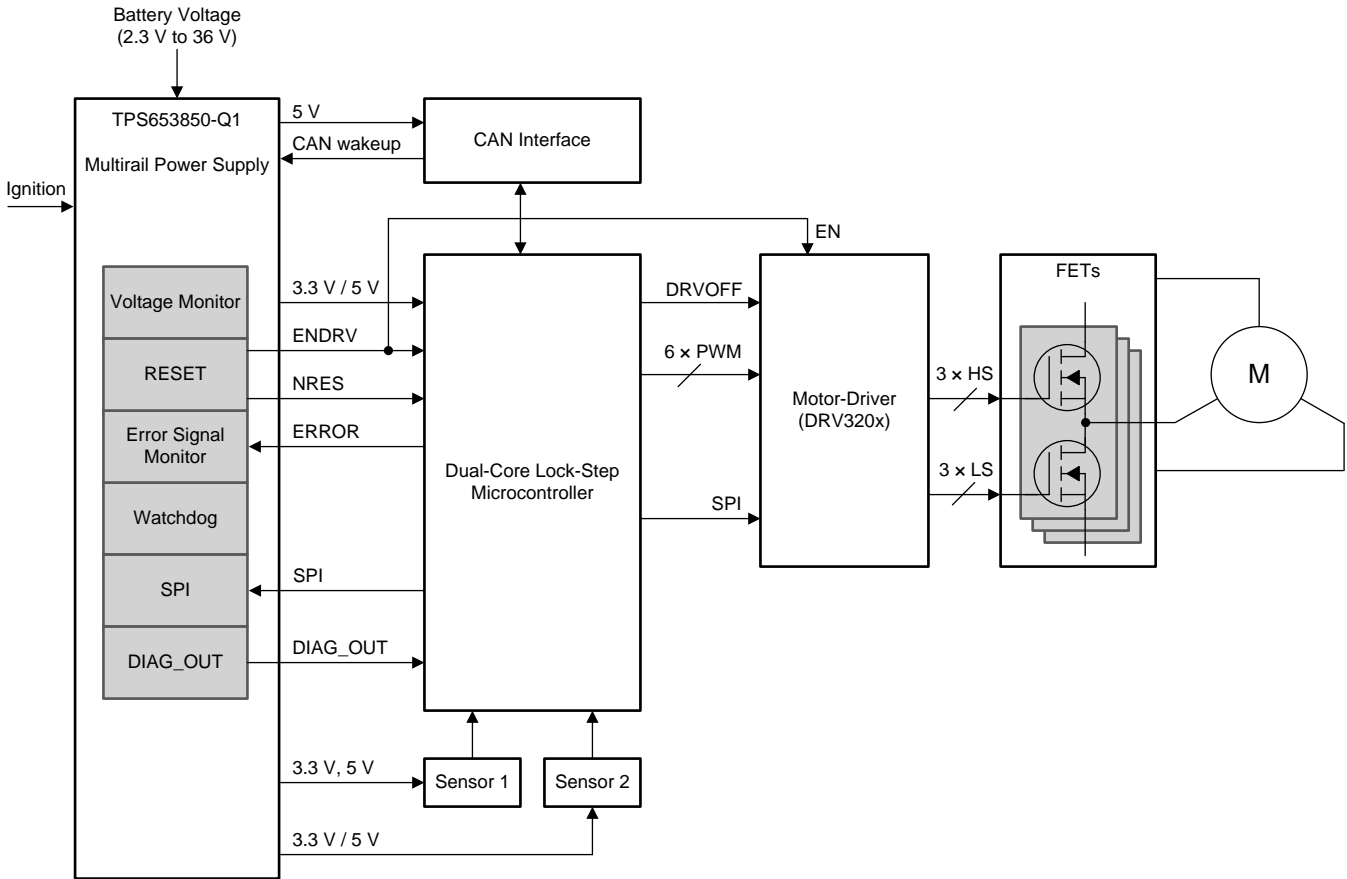 Battery Voltage
(2.3 V to 36 V)
TPS653850-Q1
Multirail Power Supply
Ignition
5 V
CAN wakeup
CAN Interface
EN
Voltage Monitor
RESET
Error Signal
Monitor
Watchdog
SPI
DIAG_OUT
3.3 V / 5 V
ENDRV
NRES
ERROR
SPI
DIAG_OUT
Dual-Core Lock-Step
Microcontroller
DRVOFF
6 × PWM
SPI
Motor-Driver
(DRV320x)
3 × HS
3 × LS
FETs
M
3.3 V, 5 V
Sensor 1
Sensor 2
3.3 V / 5 V